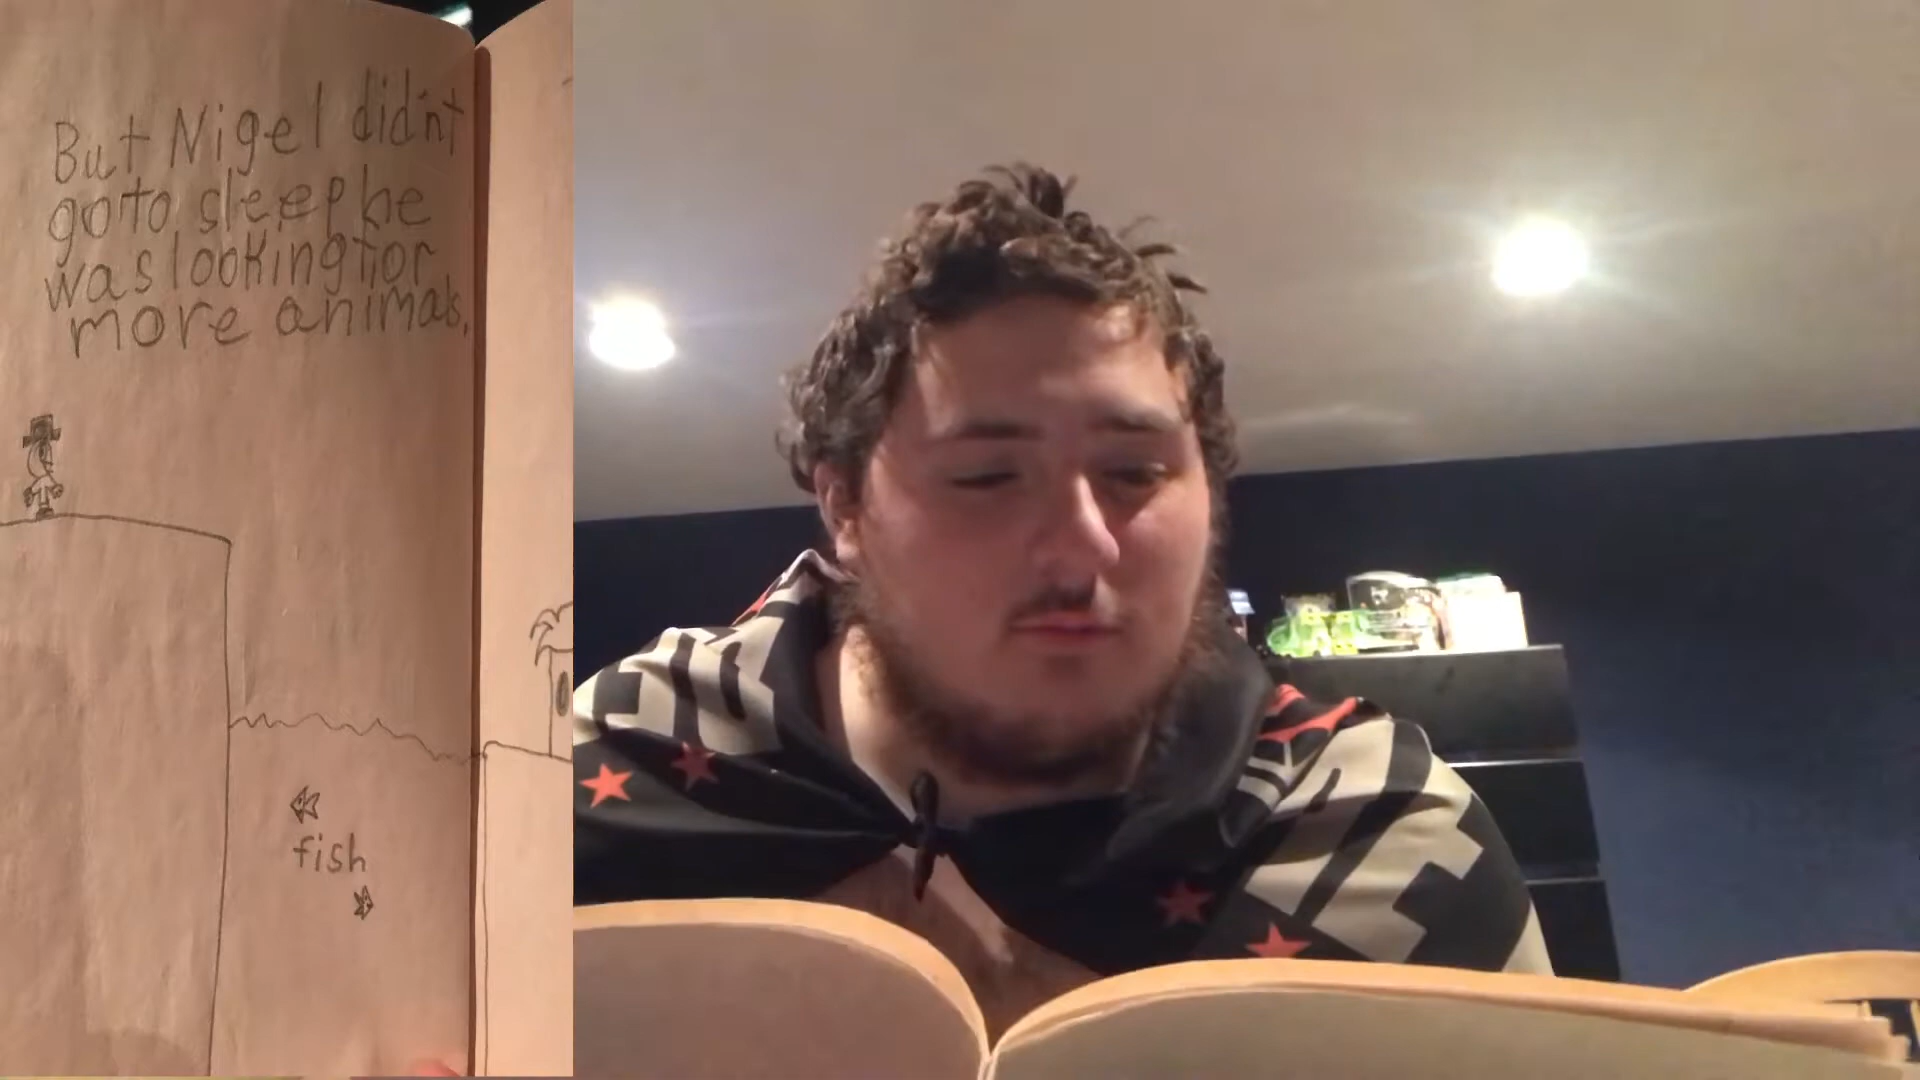 But Nigel didn't
go to sleep he
was looking for
more animals.
fish